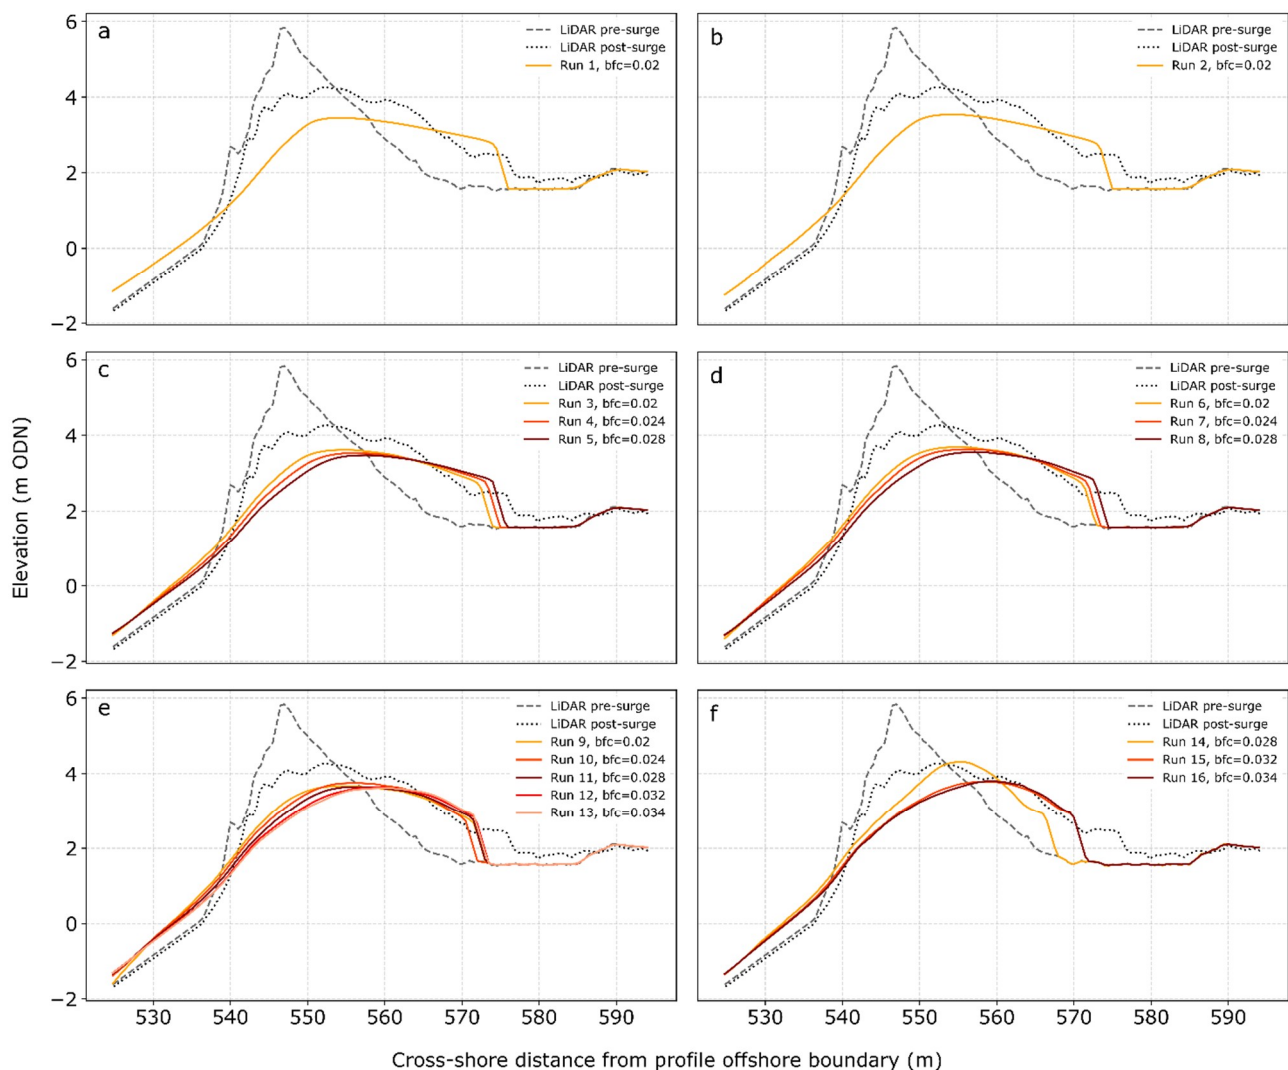 a
LiDAR pre-surge
LiDAR post-surge
Run 1, bfc=0.02
6
4
2
0
−2
b
LiDAR pre-surge
LiDAR post-surge
Run 2, bfc=0.02
c
LiDAR pre-surge
LiDAR post-surge
Run 3, bfc=0.02
Run 4, bfc=0.024
Run 5, bfc=0.028
6
4
2
0
−2
d
LiDAR pre-surge
LiDAR post-surge
Run 6, bfc=0.02
Run 7, bfc=0.024
Run 8, bfc=0.028
Elevation (m ODN)
e
LiDAR pre-surge
LiDAR post-surge
Run 9, bfc=0.02
Run 10, bfc=0.024
Run 11, bfc=0.028
Run 12, bfc=0.032
Run 13, bfc=0.034
6
4
2
0
−2
530 540 550 560 570 580 590
f
LiDAR pre-surge
LiDAR post-surge
Run 14, bfc=0.028
Run 15, bfc=0.032
Run 16, bfc=0.034
530 540 550 560 570 580 590
Cross-shore distance from profile offshore boundary (m)